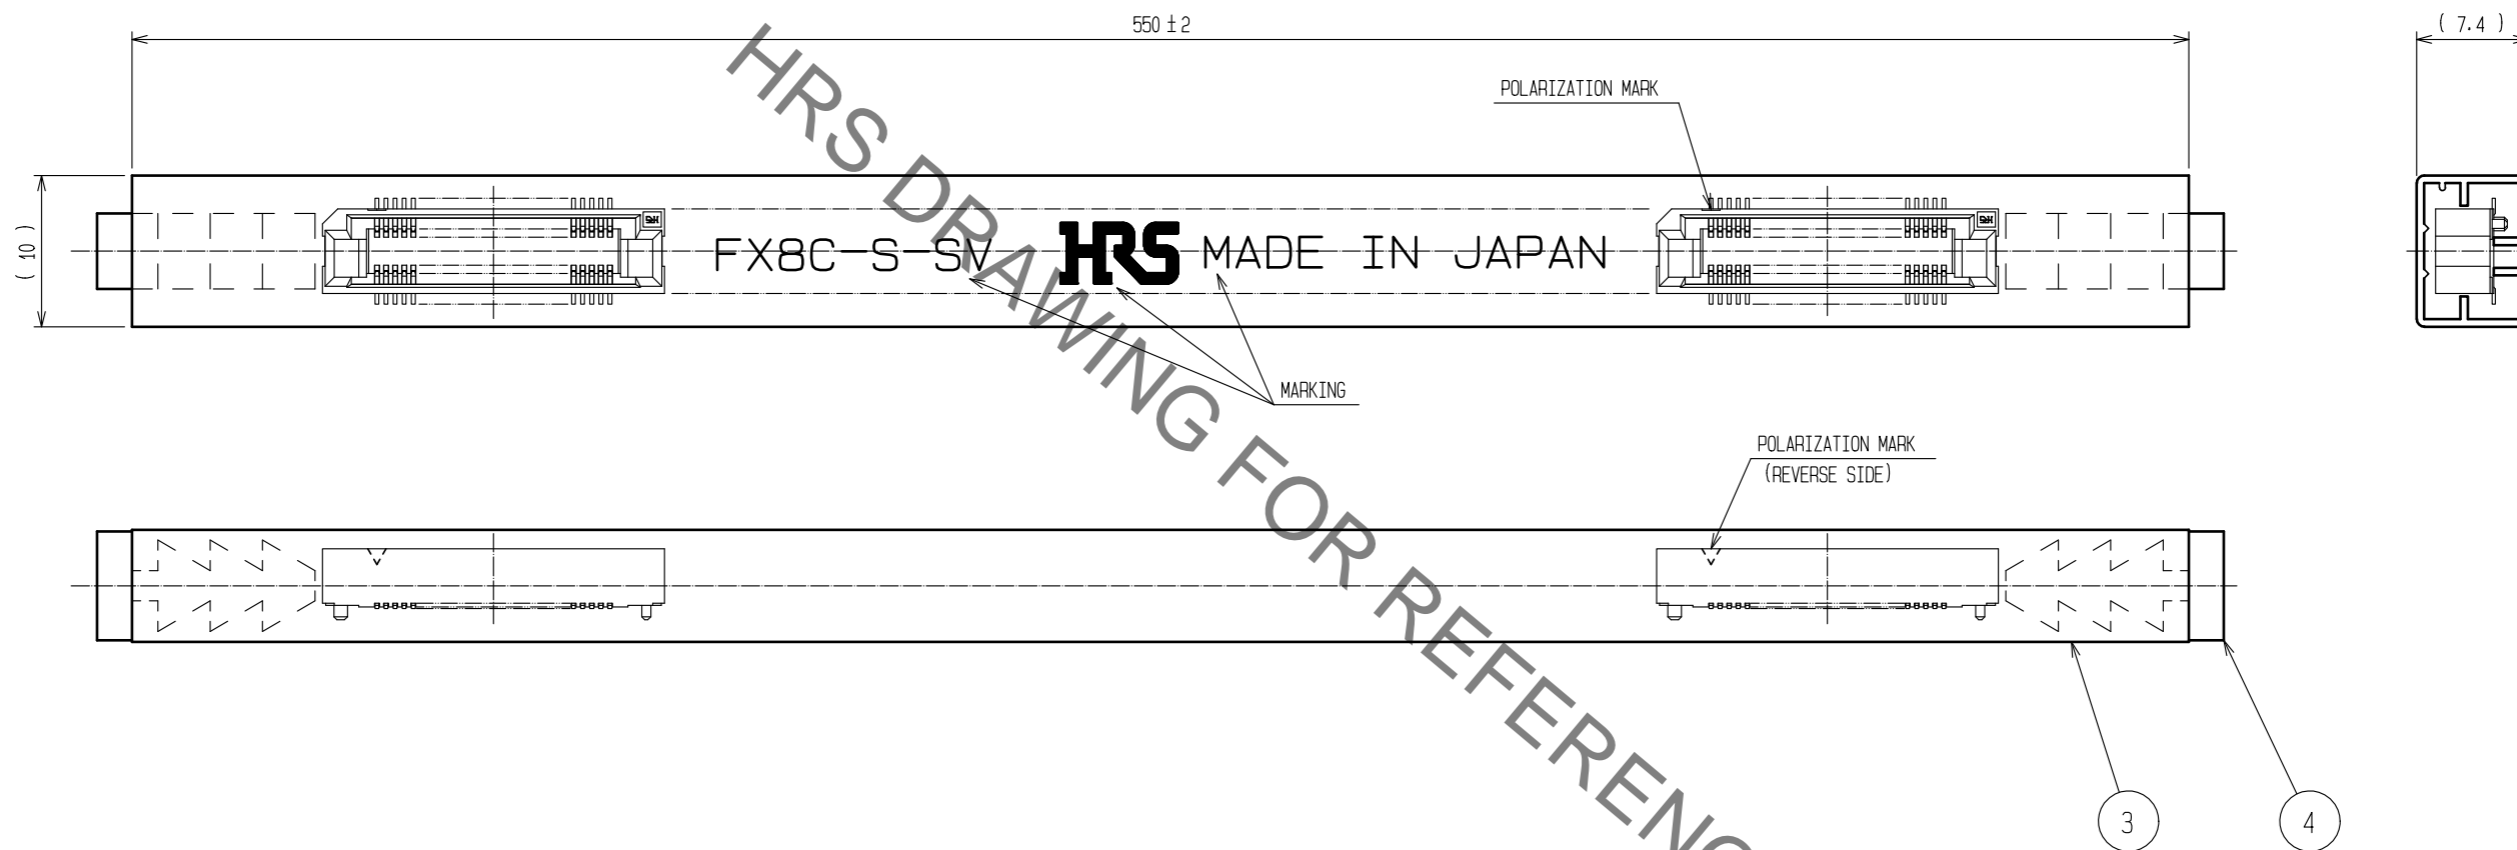 550 ±2
( 7.4 )
POLARIZATION MARK
( 10 )
FX8C-S-SV HRS MADE IN JAPAN
MARKING
POLARIZATION MARK
(REVERSE SIDE)
HRS DRAWING FOR REFERENC
3
4